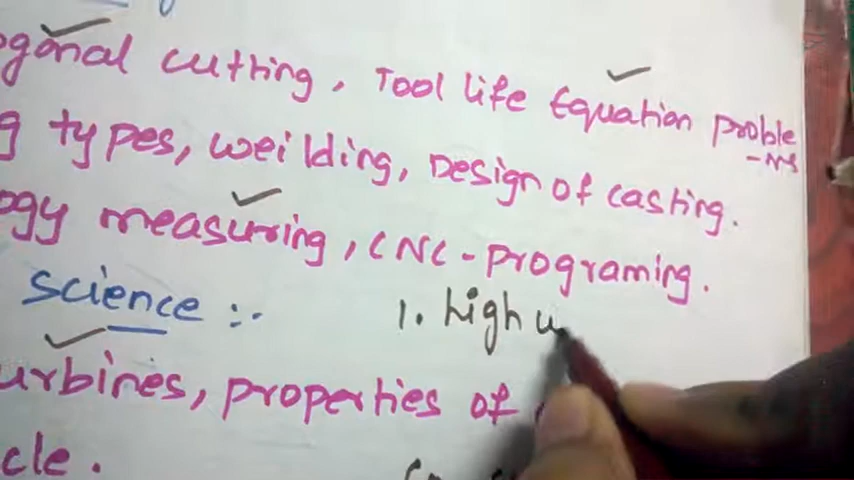 ogonal cutting, Tool life Equation proble
-ms
g types, weilding, Design of casting.
ogy measuring, CNC-programing.
science :-
1. high
urbines, properties of
cle.